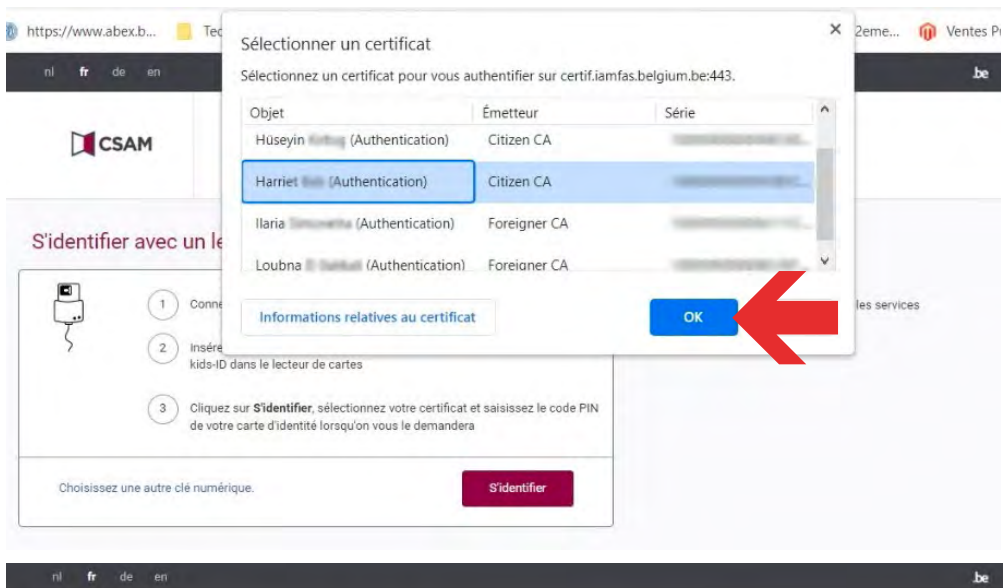 https://www.abex.b...
Tec
2eme...
Ventes P
nl fr de en
.be
CSAM
Sélectionner un certificat
Sélectionnez un certificat pour vous authentifier sur certif.iamfas.belgium.be:443.
Objet Émetteur Série
Hüseyin (Authentication) Citizen CA
Harriet (Authentication) Citizen CA
Ilaria (Authentication) Foreigner CA
Loubna (Authentication) Foreigner CA
Informations relatives au certificat
OK
S'identifier avec un le
1 Conne
les services
2 Insére
kids-ID dans le lecteur de cartes
3 Cliquez sur S'identifier, sélectionnez votre certificat et saisissez le code PIN
de votre carte d'identité lorsqu'on vous le demandera
Choisissez une autre clé numérique.
S'identifier
nl fr de en
.be